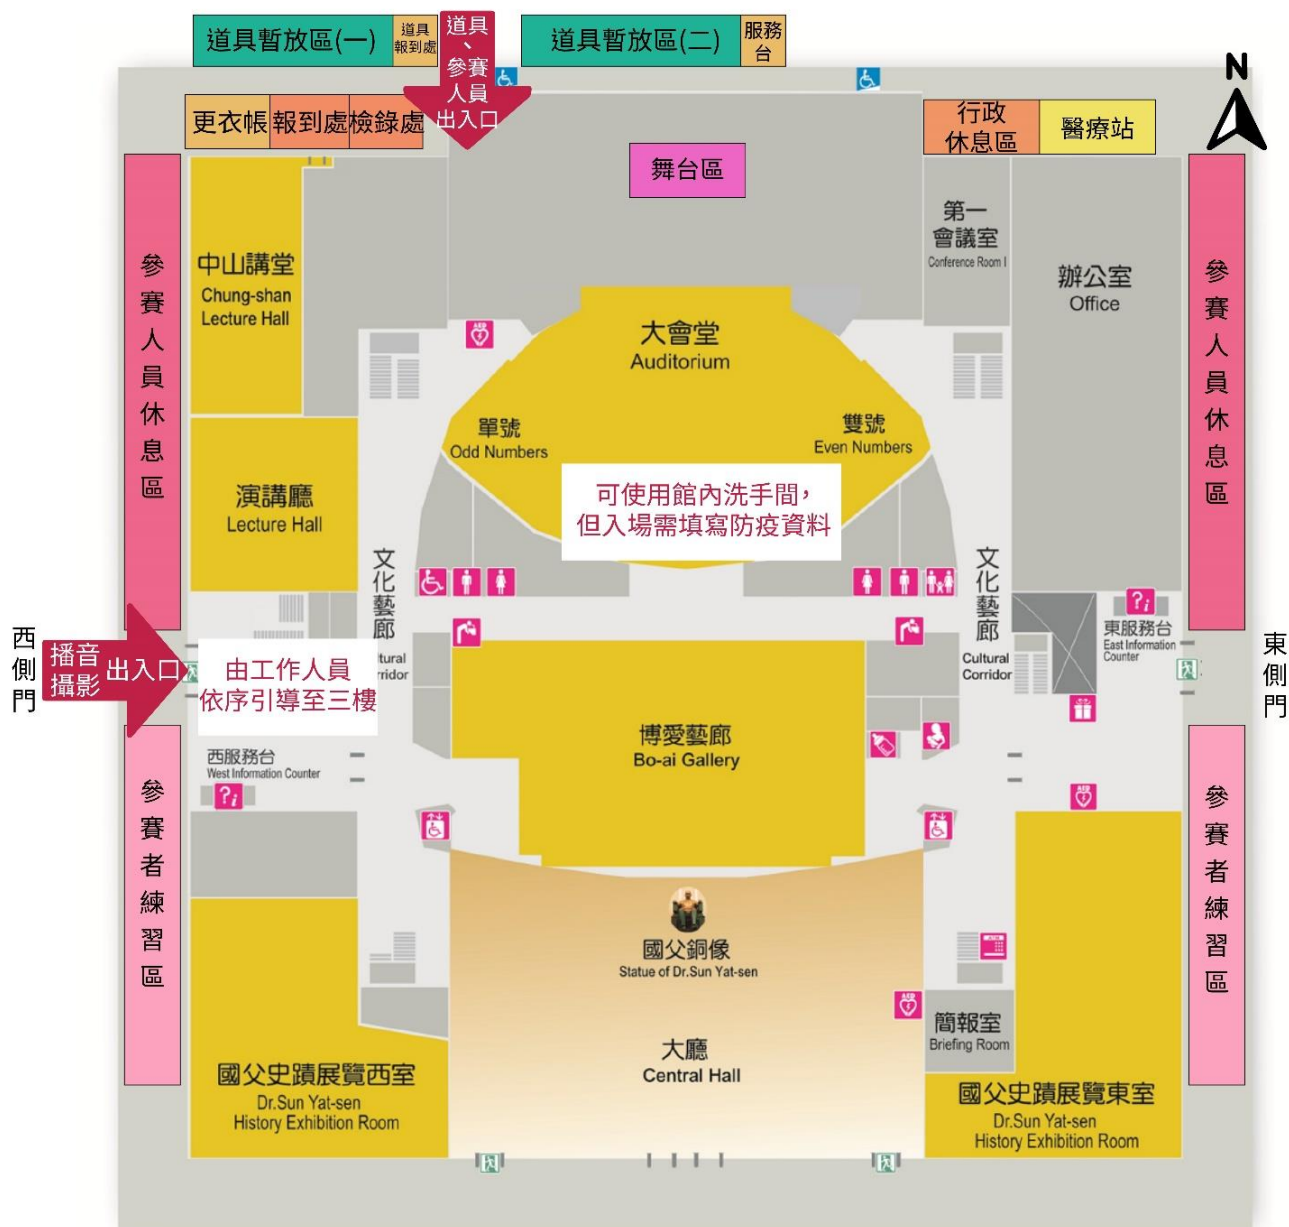 道具暫放區(一)
道具
報到處
道具
、
參賽
人員
出入口
道具暫放區(二)
服務
台
N
更衣帳
報到處
檢錄處
行政
休息區
醫療站
舞台區
參賽人員休息區
中山講堂
Chung-shan
Lecture Hall
第一
會議室
Conference Room I
辦公室
Office
參賽人員休息區
AED
大會堂
Auditorium
單號
Odd Numbers
雙號
Even Numbers
演講廳
Lecture Hall
可使用館內洗手間，
但入場需填寫防疫資料
文化藝廊
ltural
rridor
文化藝廊
Cultural
Corridor
?i
東服務台
East Information
Counter
西側門
播音
攝影
出入口
由工作人員
依序引導至三樓
東側門
博愛藝廊
Bo-ai Gallery
西服務台
West Information Counter
?i
AED
參賽者練習區
參賽者練習區
國父銅像
Statue of Dr.Sun Yat-sen
AED
簡報室
Briefing Room
大廳
Central Hall
國父史蹟展覽西室
Dr.Sun Yat-sen
History Exhibition Room
國父史蹟展覽東室
Dr.Sun Yat-sen
History Exhibition Room